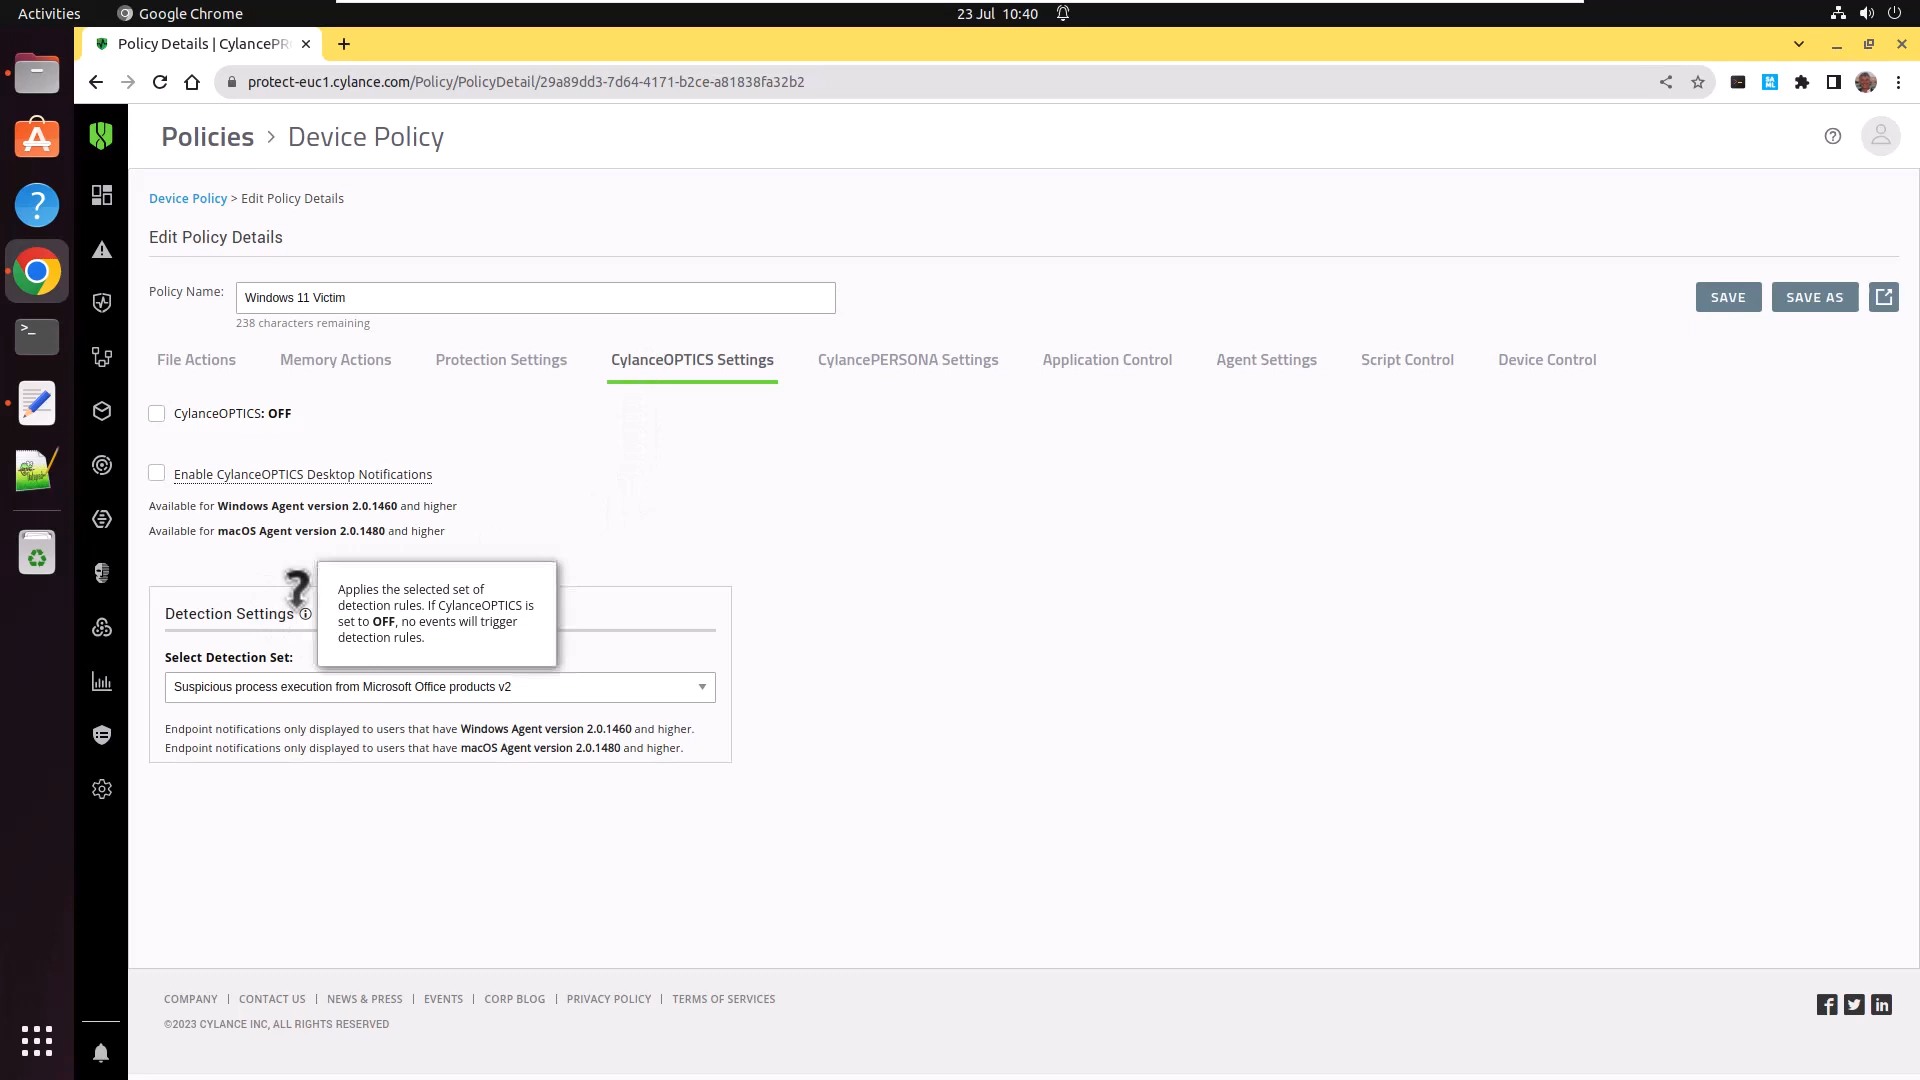 Activities
Google Chrome
23 Jul 10:40
Policy Details | CylancePR
protect-euc1.cylance.com/Policy/PolicyDetail/29a89dd3-7d64-4171-b2ce-a81838fa32b2
Policies > Device Policy
Device Policy > Edit Policy Details
Edit Policy Details
Policy Name:
Windows 11 Victim
SAVE
SAVE AS
238 characters remaining
File Actions
Memory Actions
Protection Settings
CylanceOPTICS Settings
CylancePERSONA Settings
Application Control
Agent Settings
Script Control
Device Control
CylanceOPTICS: OFF
Enable CylanceOPTICS Desktop Notifications
Available for Windows Agent version 2.0.1460 and higher
Available for macOS Agent version 2.0.1480 and higher
Applies the selected set of
detection rules. If CylanceOPTICS is
set to OFF, no events will trigger
detection rules.
Detection Settings
Select Detection Set:
Suspicious process execution from Microsoft Office products v2
Endpoint notifications only displayed to users that have Windows Agent version 2.0.1460 and higher.
Endpoint notifications only displayed to users that have macOS Agent version 2.0.1480 and higher.
COMPANY | CONTACT US | NEWS & PRESS | EVENTS | CORP BLOG | PRIVACY POLICY | TERMS OF SERVICES
©2023 CYLANCE INC, ALL RIGHTS RESERVED